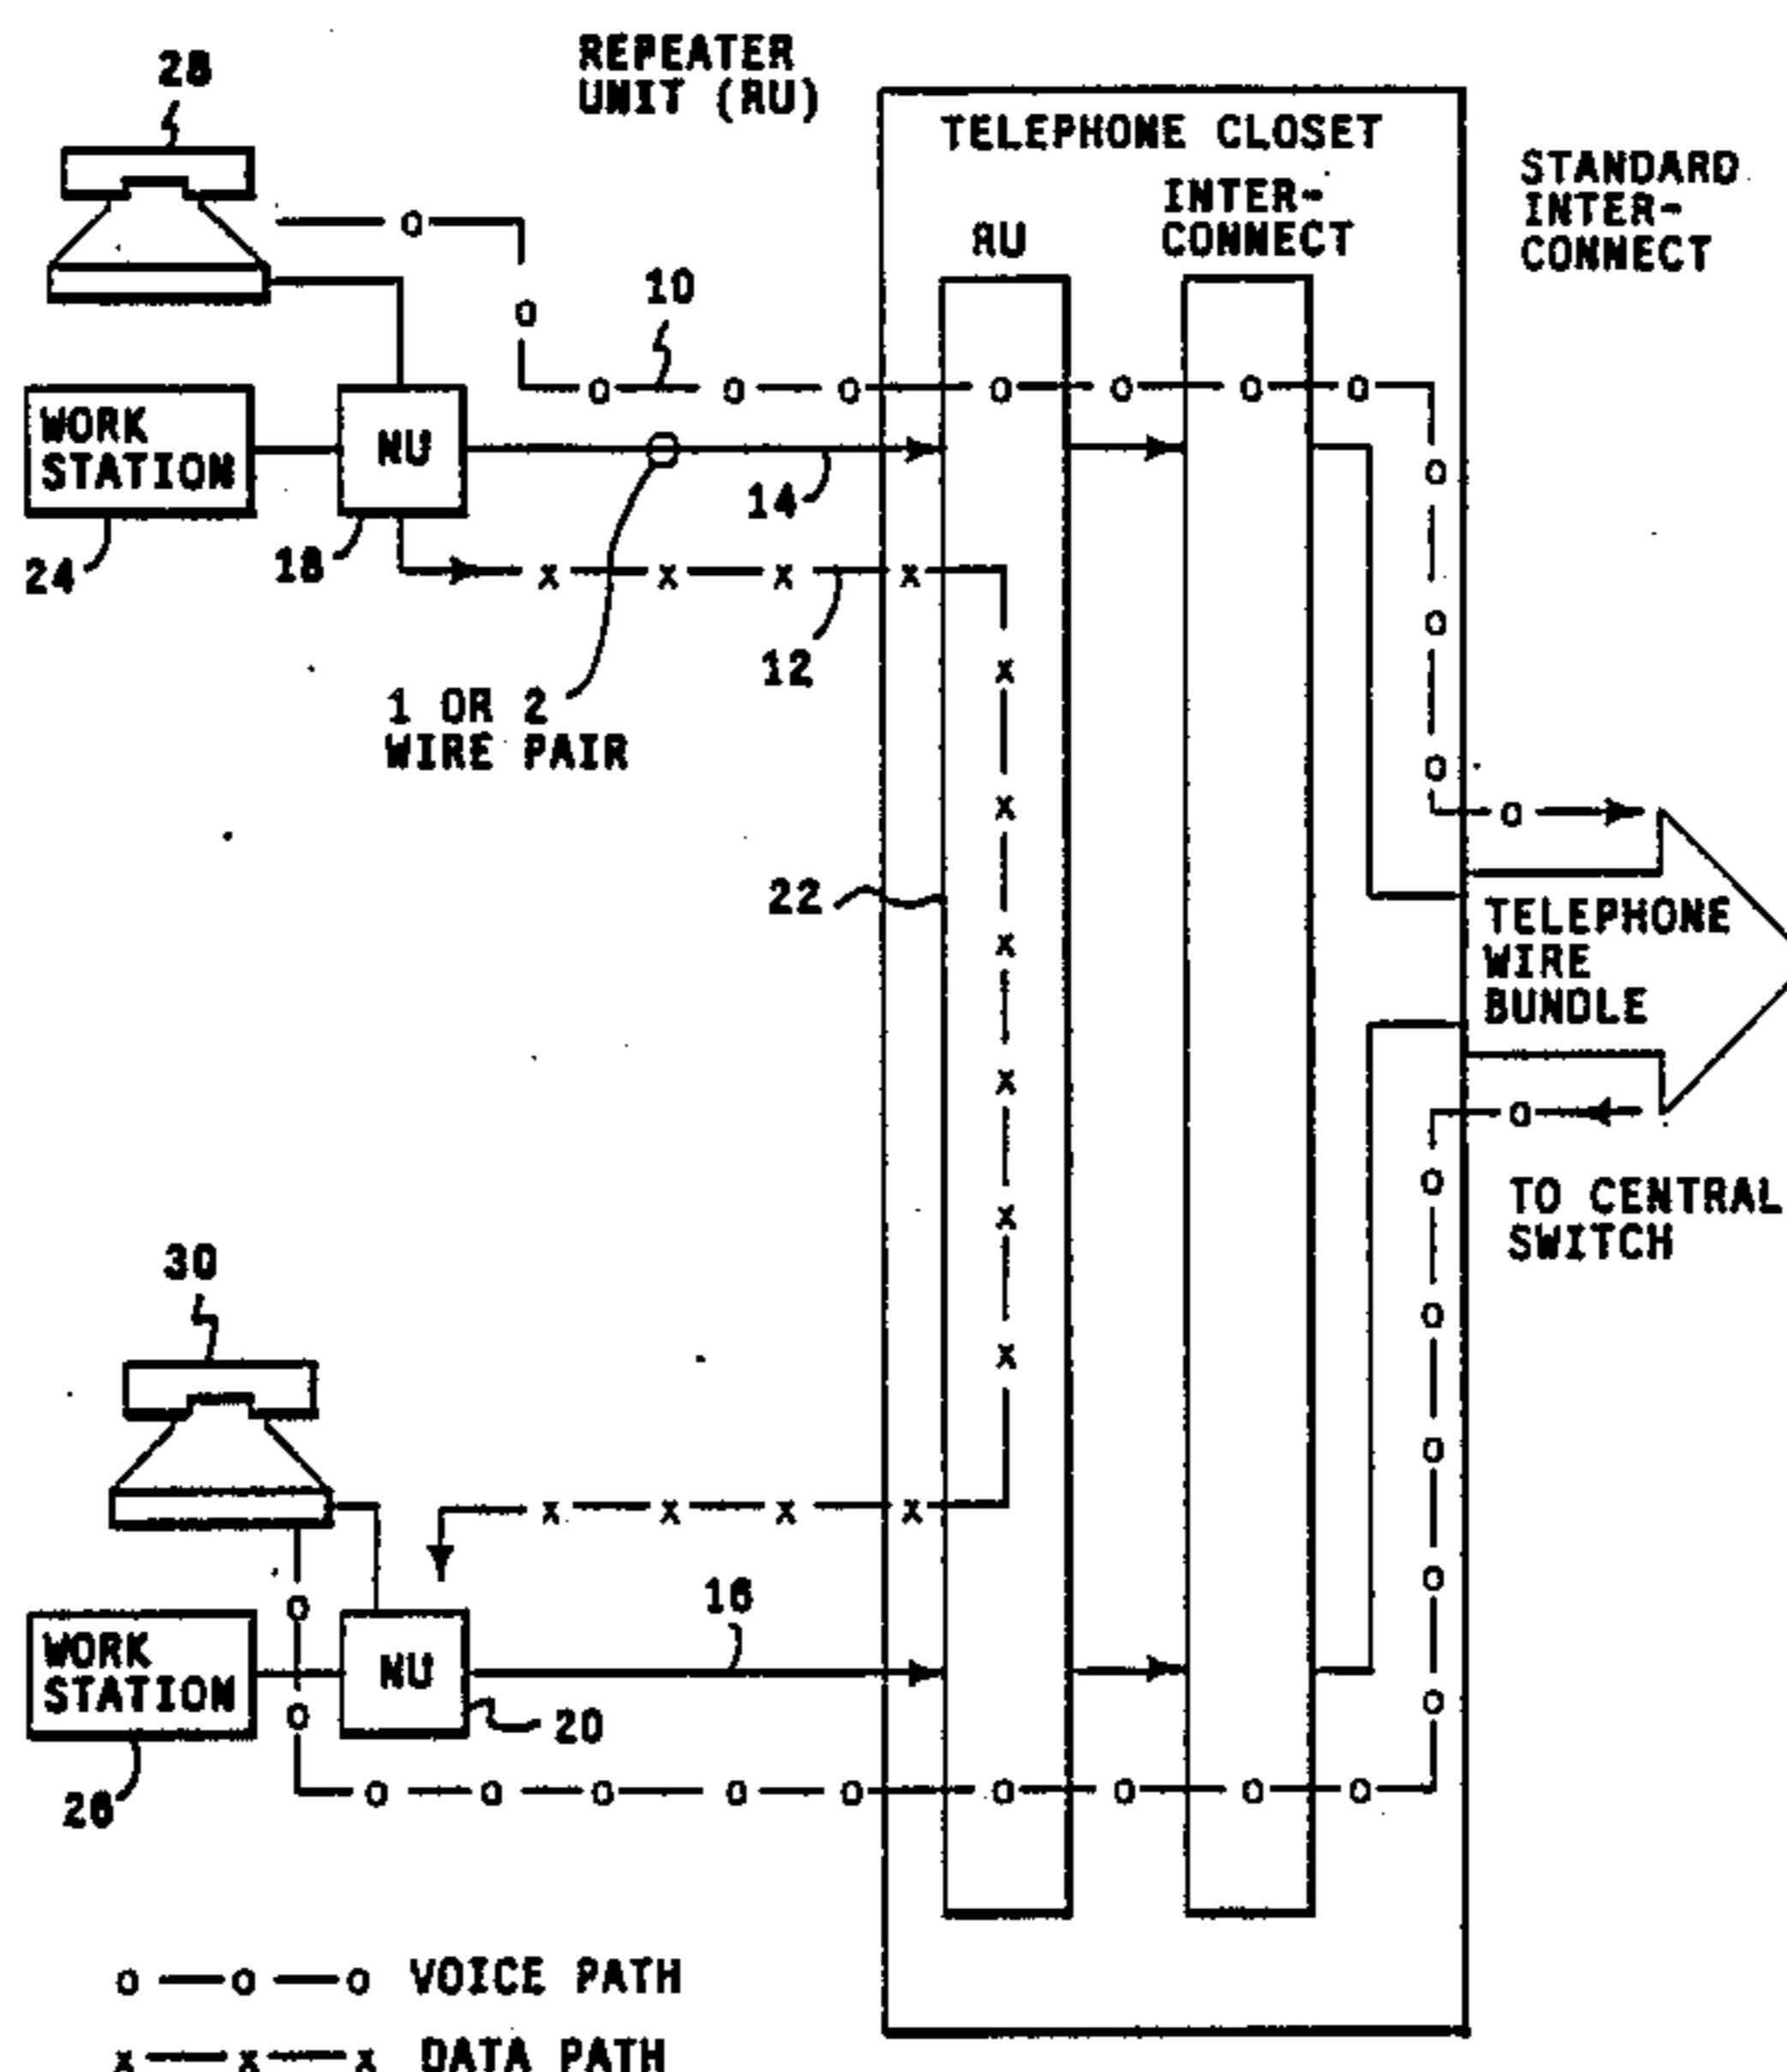 REPEATER
UNIT (RU)
28
TELEPHONE CLOSET
STANDARD
INTER-
CONNECT
INTER-
CONNECT
RU
10
WORK
STATION
NU
14
24
18
12
1 OR 2
WIRE PAIR
22
TELEPHONE
WIRE
BUNDLE
TO CENTRAL
SWITCH
30
16
WORK
STATION
NU
20
26
o—o—o VOICE PATH
x—x—x DATA PATH